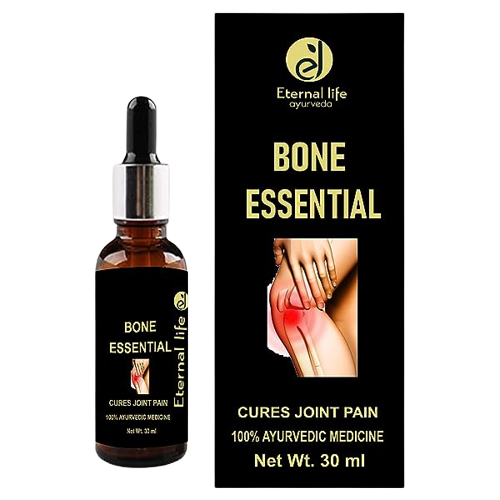 Eternal life
ayurveda
BONE
ESSENTIAL
CURES JOINT PAIN
100% AYURVEDIC MEDICINE
Net Wt. 30 ml
BONE
ESSENTIAL
Eternal life
CURES JOINT PAIN
100% AYURVEDIC MEDICINE
Net Wt. 30 ml